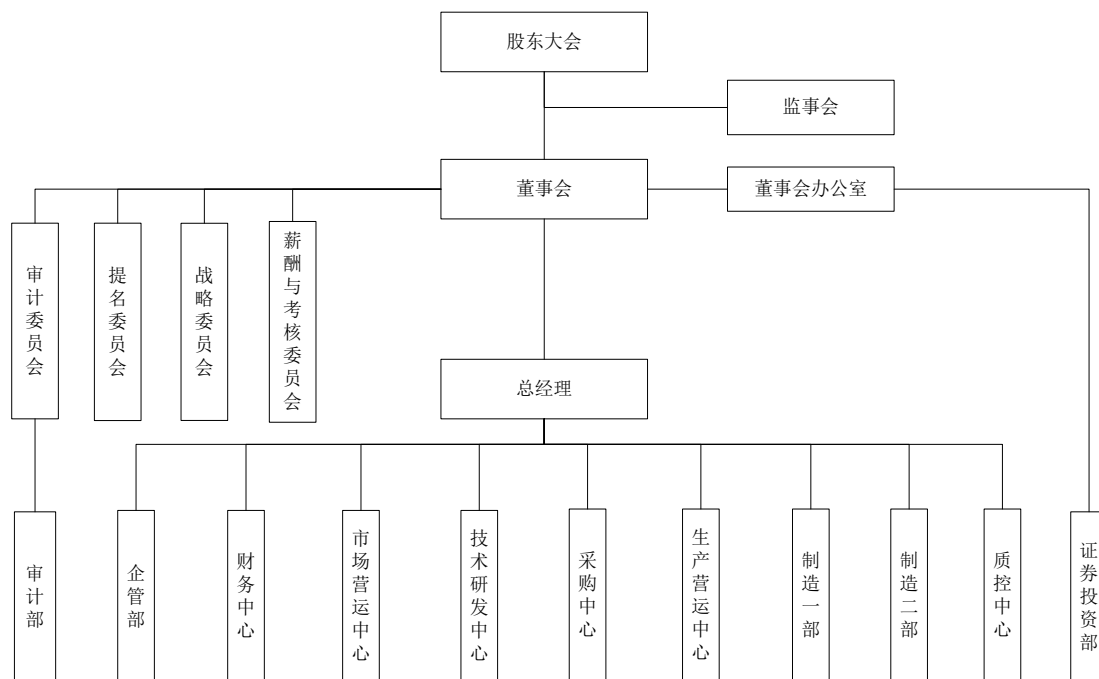 股东大会
监事会
董事会
董事会办公室
审计委员会
提名委员会
战略委员会
薪酬与考核委员会
总经理
审计部
企管部
财务中心
市场营运中心
技术研发中心
采购中心
生产营运中心
制造一部
制造二部
质控中心
证券投资部